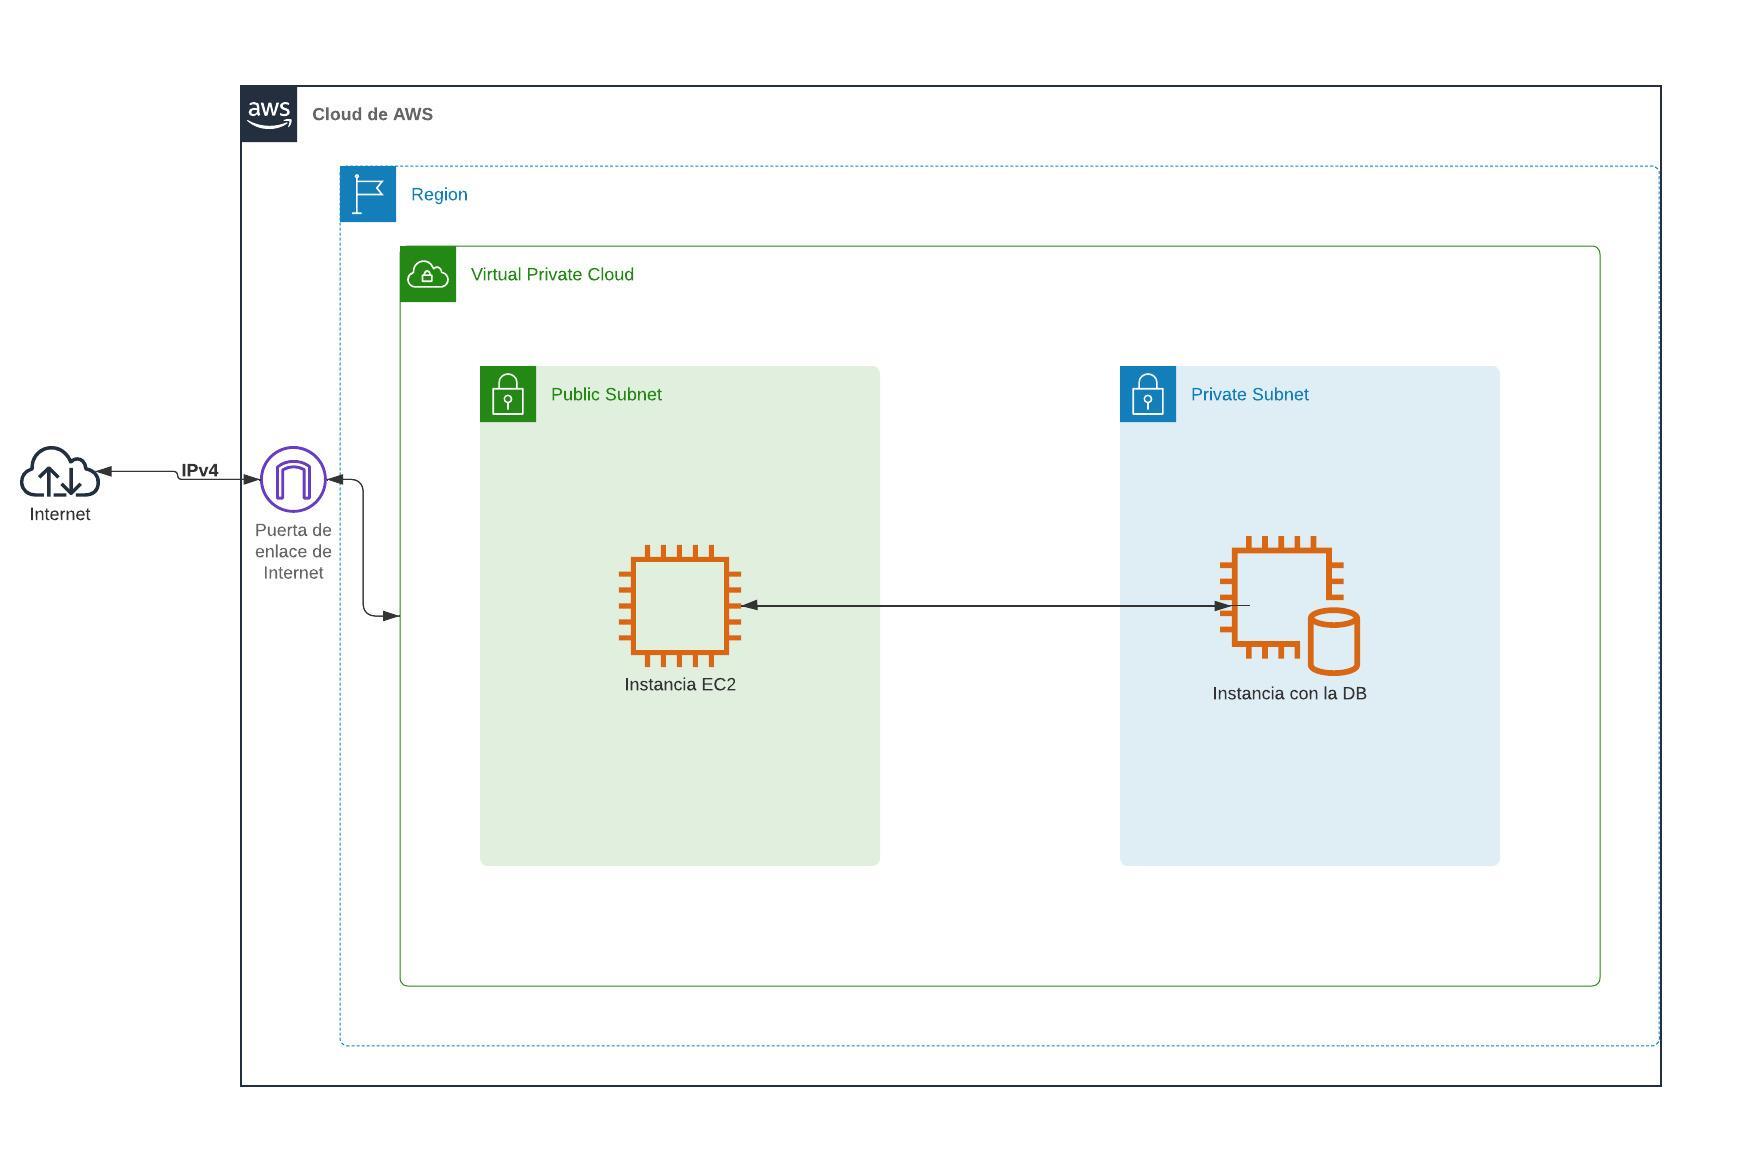 aws
Cloud de AWS
Region
Virtual Private Cloud
Public Subnet
Private Subnet
IPv4
Internet
Puerta de
enlace de
Internet
Instancia EC2
Instancia con la DB